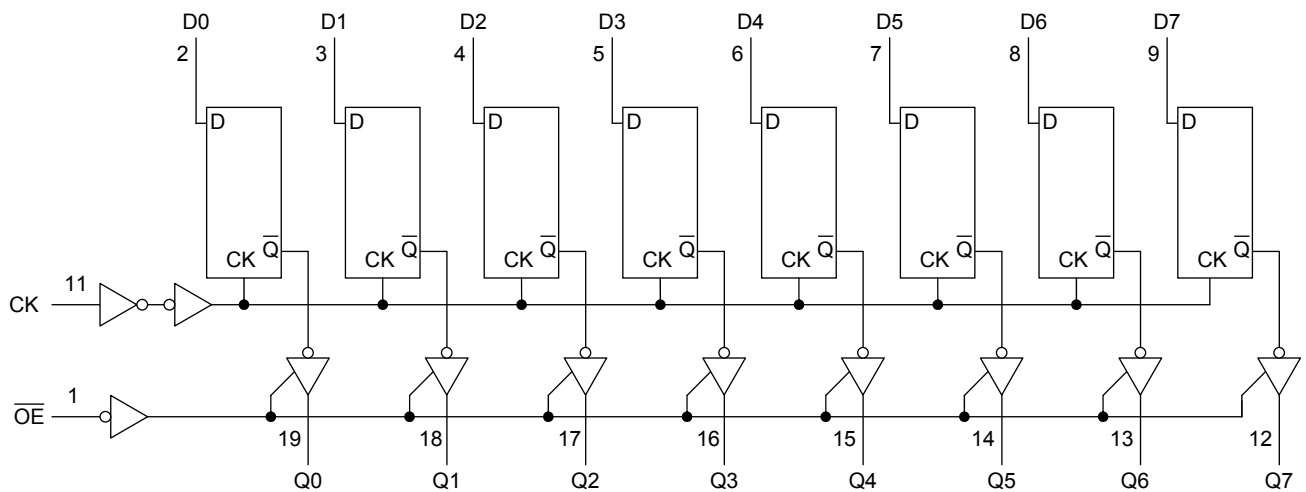 D0 D1 D2 D3 D4 D5 D6 D7
2 3 4 5 6 7 8 9
D D D D D D D D
Q̅ Q̅ Q̅ Q̅ Q̅ Q̅ Q̅ Q̅
CK CK CK CK CK CK CK CK
11
CK
1
O̅E̅
19 18 17 16 15 14 13 12
Q0 Q1 Q2 Q3 Q4 Q5 Q6 Q7